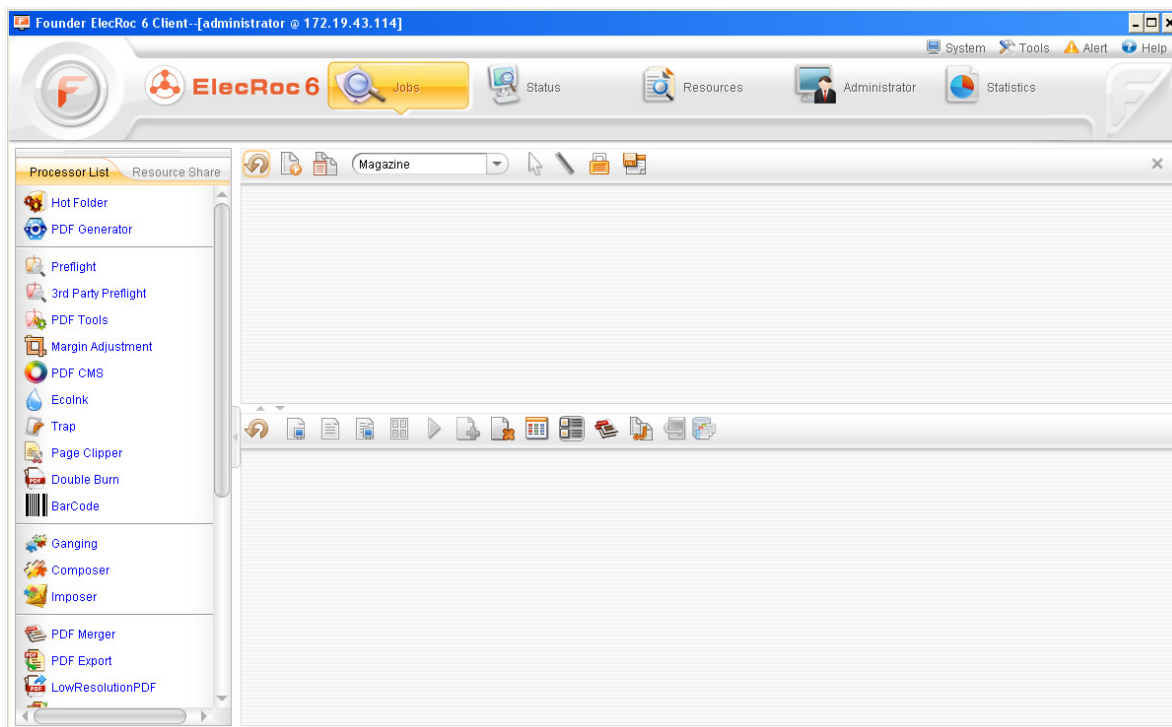 Founder ElecRoc 6 Client--[administrator @ 172.19.43.114]
System Tools Alert Help
ElecRoc 6 Jobs Status Resources Administrator Statistics
Processor List Resource Share
Magazine
Hot Folder
PDF Generator
Preflight
3rd Party Preflight
PDF Tools
Margin Adjustment
PDF CMS
EcoInk
Trap
Page Clipper
Double Burn
BarCode
Ganging
Composer
Imposer
PDF Merger
PDF Export
LowResolutionPDF